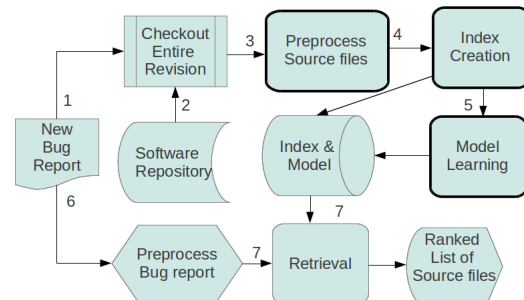 Checkout
Entire
Revision
3
Preprocess
Source files
4
Index
Creation
1
2
5
New
Bug
Report
Software
Repository
Index &
Model
Model
Learning
6
7
Preprocess
Bug report
7
Retrieval
Ranked
List of
Source files